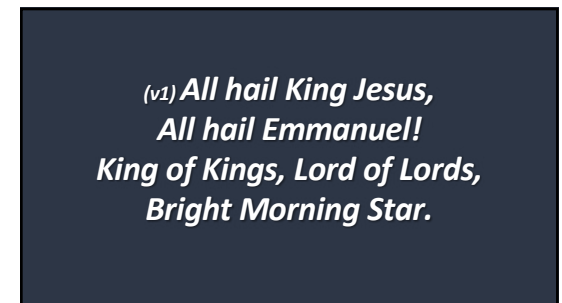 (v1) All hail King Jesus,
All hail Emmanuel!
King of Kings, Lord of Lords,
Bright Morning Star.